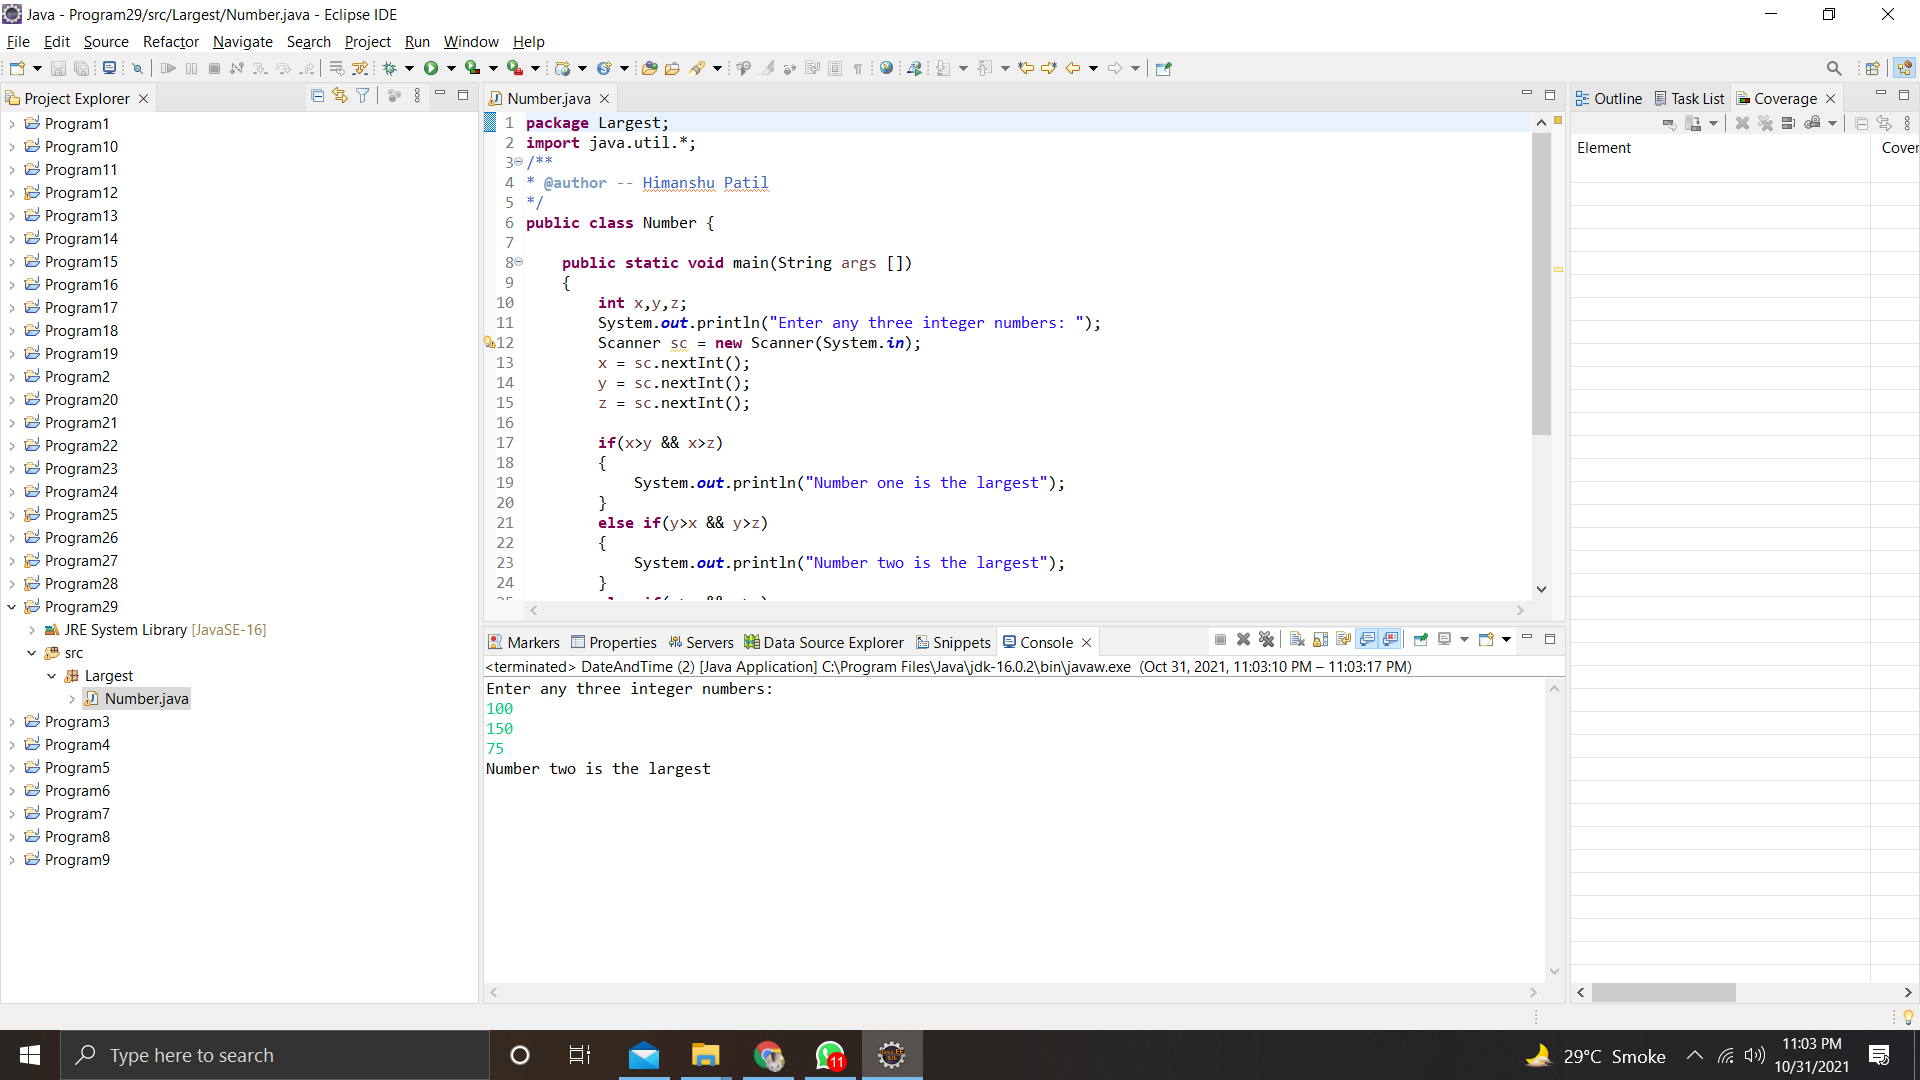 Java - Program29/src/Largest/Number.java - Eclipse IDE
File Edit Source Refactor Navigate Search Project Run Window Help
Project Explorer
Program1
Program10
Program11
Program12
Program13
Program14
Program15
Program16
Program17
Program18
Program19
Program2
Program20
Program21
Program22
Program23
Program24
Program25
Program26
Program27
Program28
Program29
JRE System Library [JavaSE-16]
src
Largest
Number.java
Program3
Program4
Program5
Program6
Program7
Program8
Program9
Number.java
1 package Largest;
2 import java.util.*;
3 /**
4 * @author -- Himanshu Patil
5 */
6 public class Number {
7
8 public static void main(String args [])
9 {
10 int x,y,z;
11 System.out.println("Enter any three integer numbers: ");
12 Scanner sc = new Scanner(System.in);
13 x = sc.nextInt();
14 y = sc.nextInt();
15 z = sc.nextInt();
16
17 if(x>y && x>z)
18 {
19 System.out.println("Number one is the largest");
20 }
21 else if(y>x && y>z)
22 {
23 System.out.println("Number two is the largest");
24 }
Markers Properties Servers Data Source Explorer Snippets Console
<terminated> DateAndTime (2) [Java Application] C:\Program Files\Java\jdk-16.0.2\bin\javaw.exe (Oct 31, 2021, 11:03:10 PM – 11:03:17 PM)
Enter any three integer numbers:
100
150
75
Number two is the largest
Outline Task List Coverage
Element Cover
Type here to search
11
29°C Smoke
11:03 PM
10/31/2021